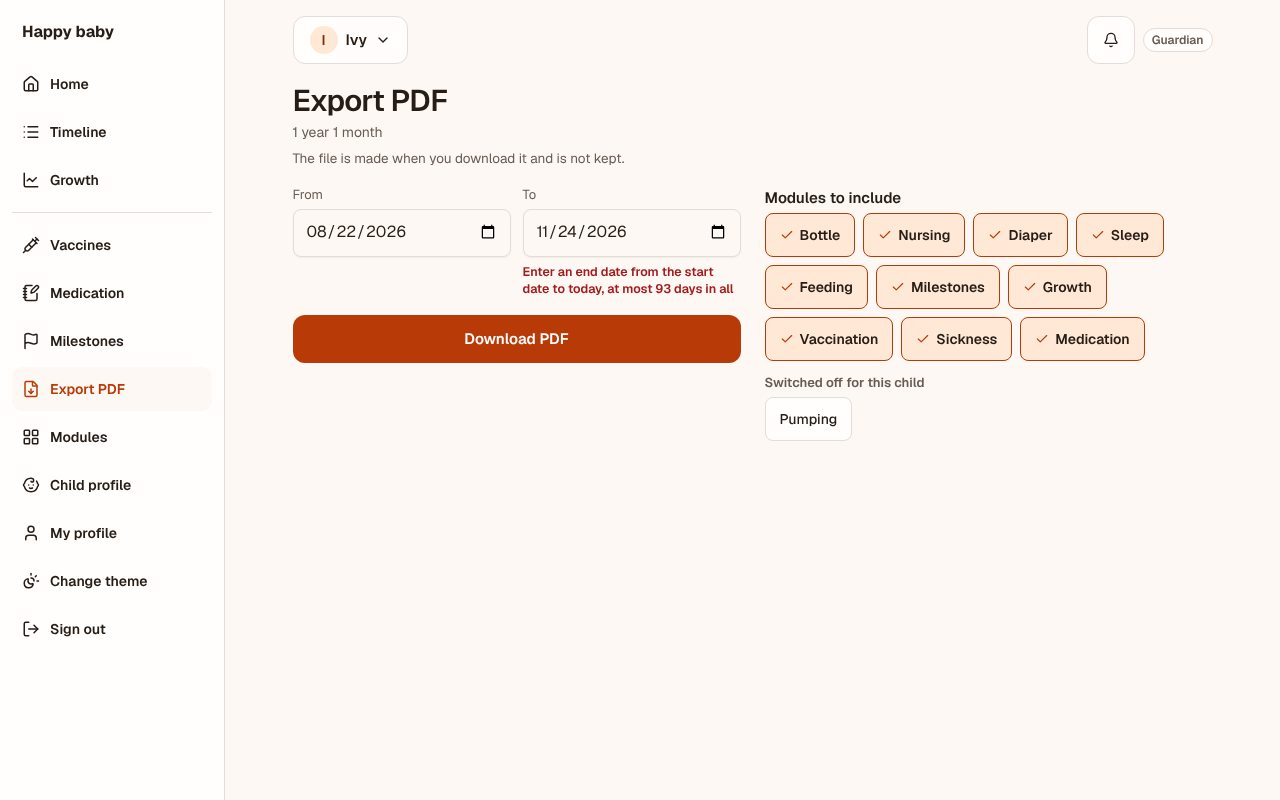 Happy baby
Home
Timeline
Growth
Vaccines
Medication
Milestones
Export PDF
Modules
Child profile
My profile
Change theme
Sign out
I Ivy
Guardian
Export PDF
1 year 1 month
The file is made when you download it and is not kept.
From
08/22/2026
To
11/24/2026
Enter an end date from the start
date to today, at most 93 days in all
Download PDF
Modules to include
Bottle Nursing Diaper Sleep
Feeding Milestones Growth
Vaccination Sickness Medication
Switched off for this child
Pumping